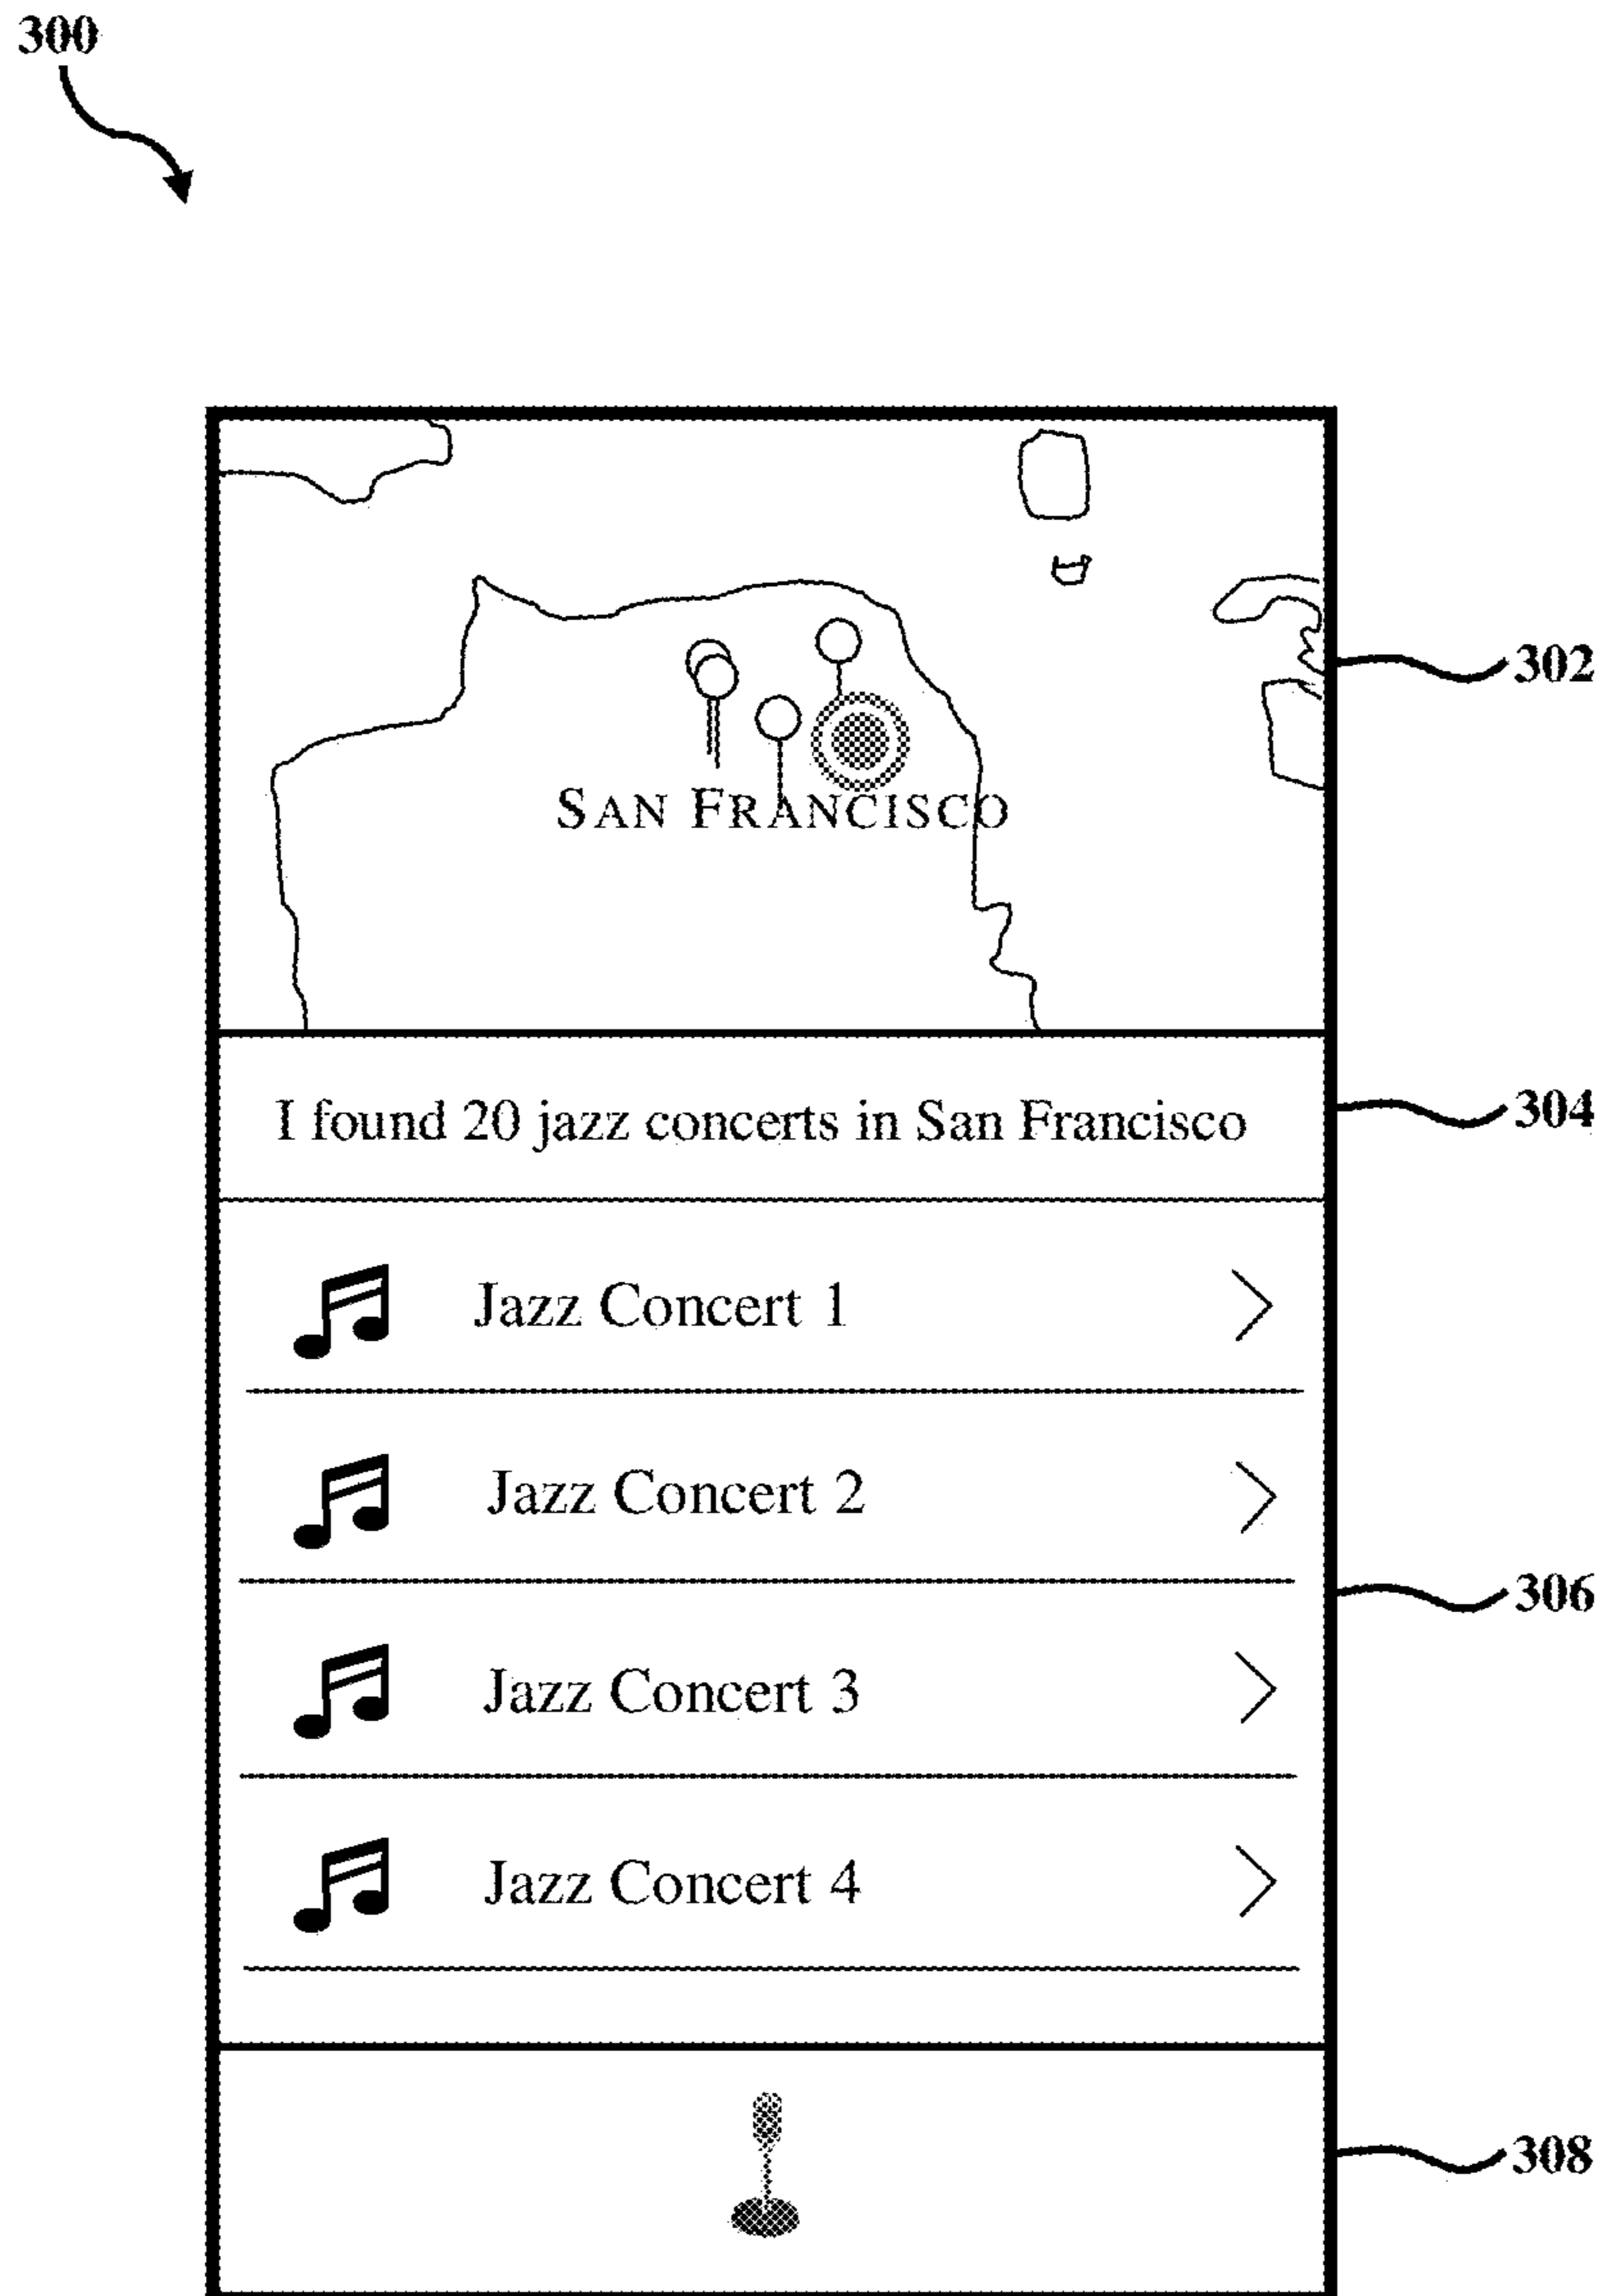 300
SAN FRANCISCO
302
I found 20 jazz concerts in San Francisco
304
Jazz Concert 1
Jazz Concert 2
306
Jazz Concert 3
Jazz Concert 4
308